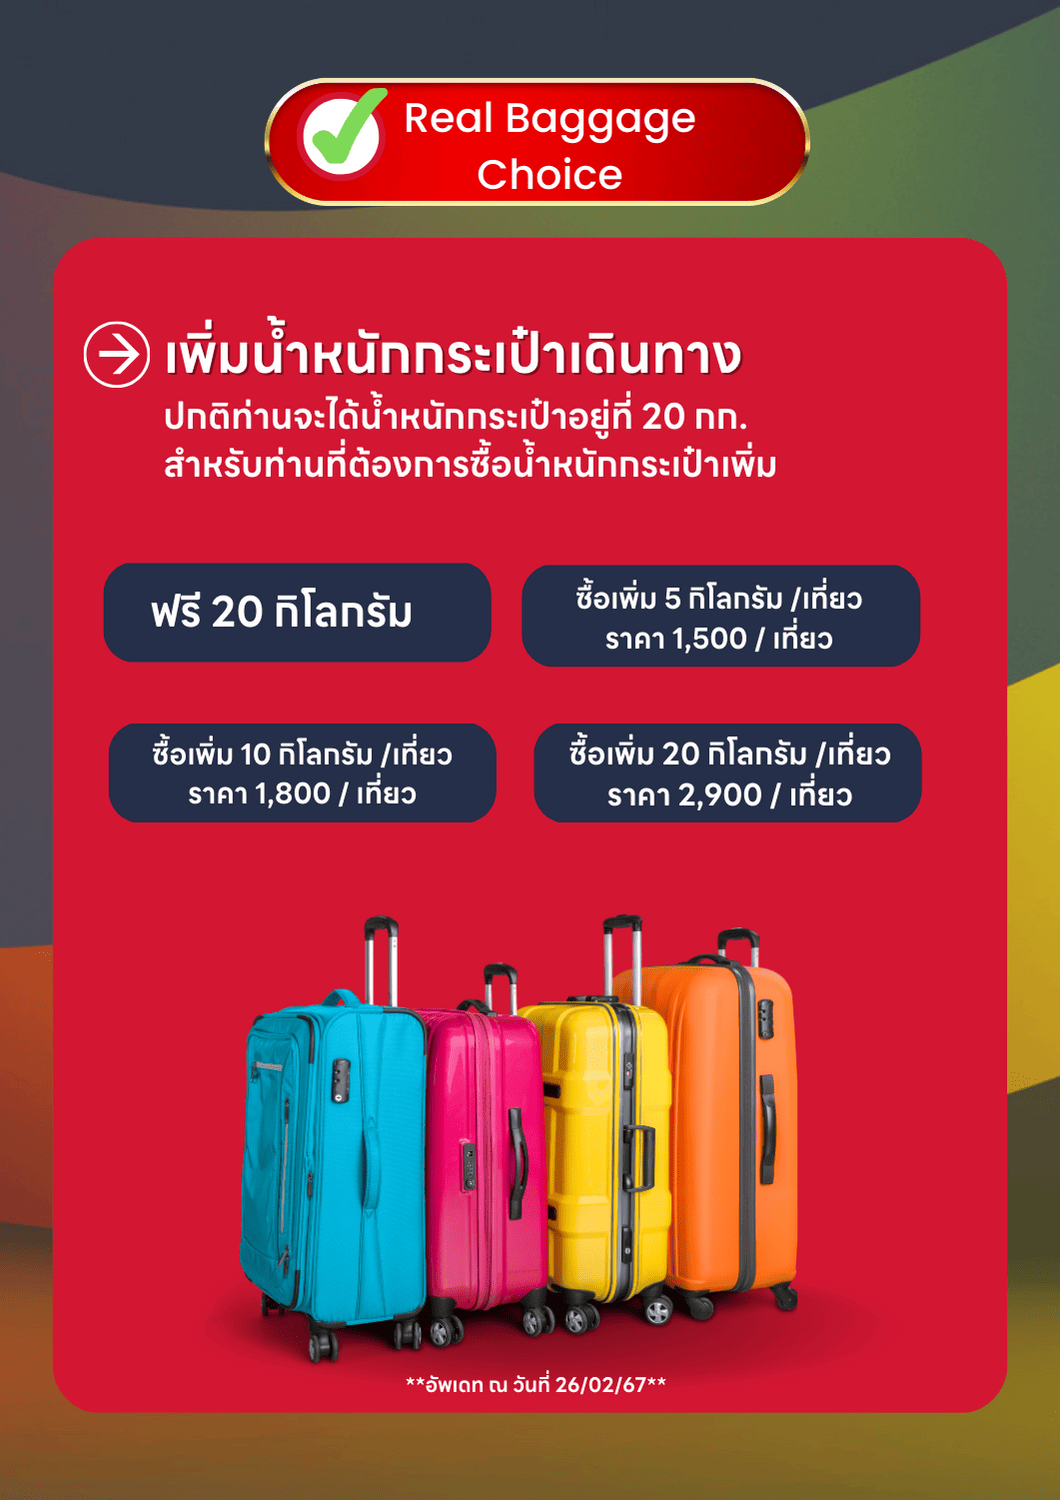 Real Baggage
Choice
เพิ่มน้ำหนักกระเป๋าเดินทาง
ปกติท่านจะได้น้ำหนักกระเป๋าอยู่ที่ 20 กก.
สำหรับท่านที่ต้องการซื้อน้ำหนักกระเป๋าเพิ่ม
ฟรี 20 กิโลกรัม
ซื้อเพิ่ม 5 กิโลกรัม /เที่ยว
ราคา 1,500 / เที่ยว
ซื้อเพิ่ม 10 กิโลกรัม /เที่ยว
ราคา 1,800 / เที่ยว
ซื้อเพิ่ม 20 กิโลกรัม /เที่ยว
ราคา 2,900 / เที่ยว
**อัพเดท ณ วันที่ 26/02/67**